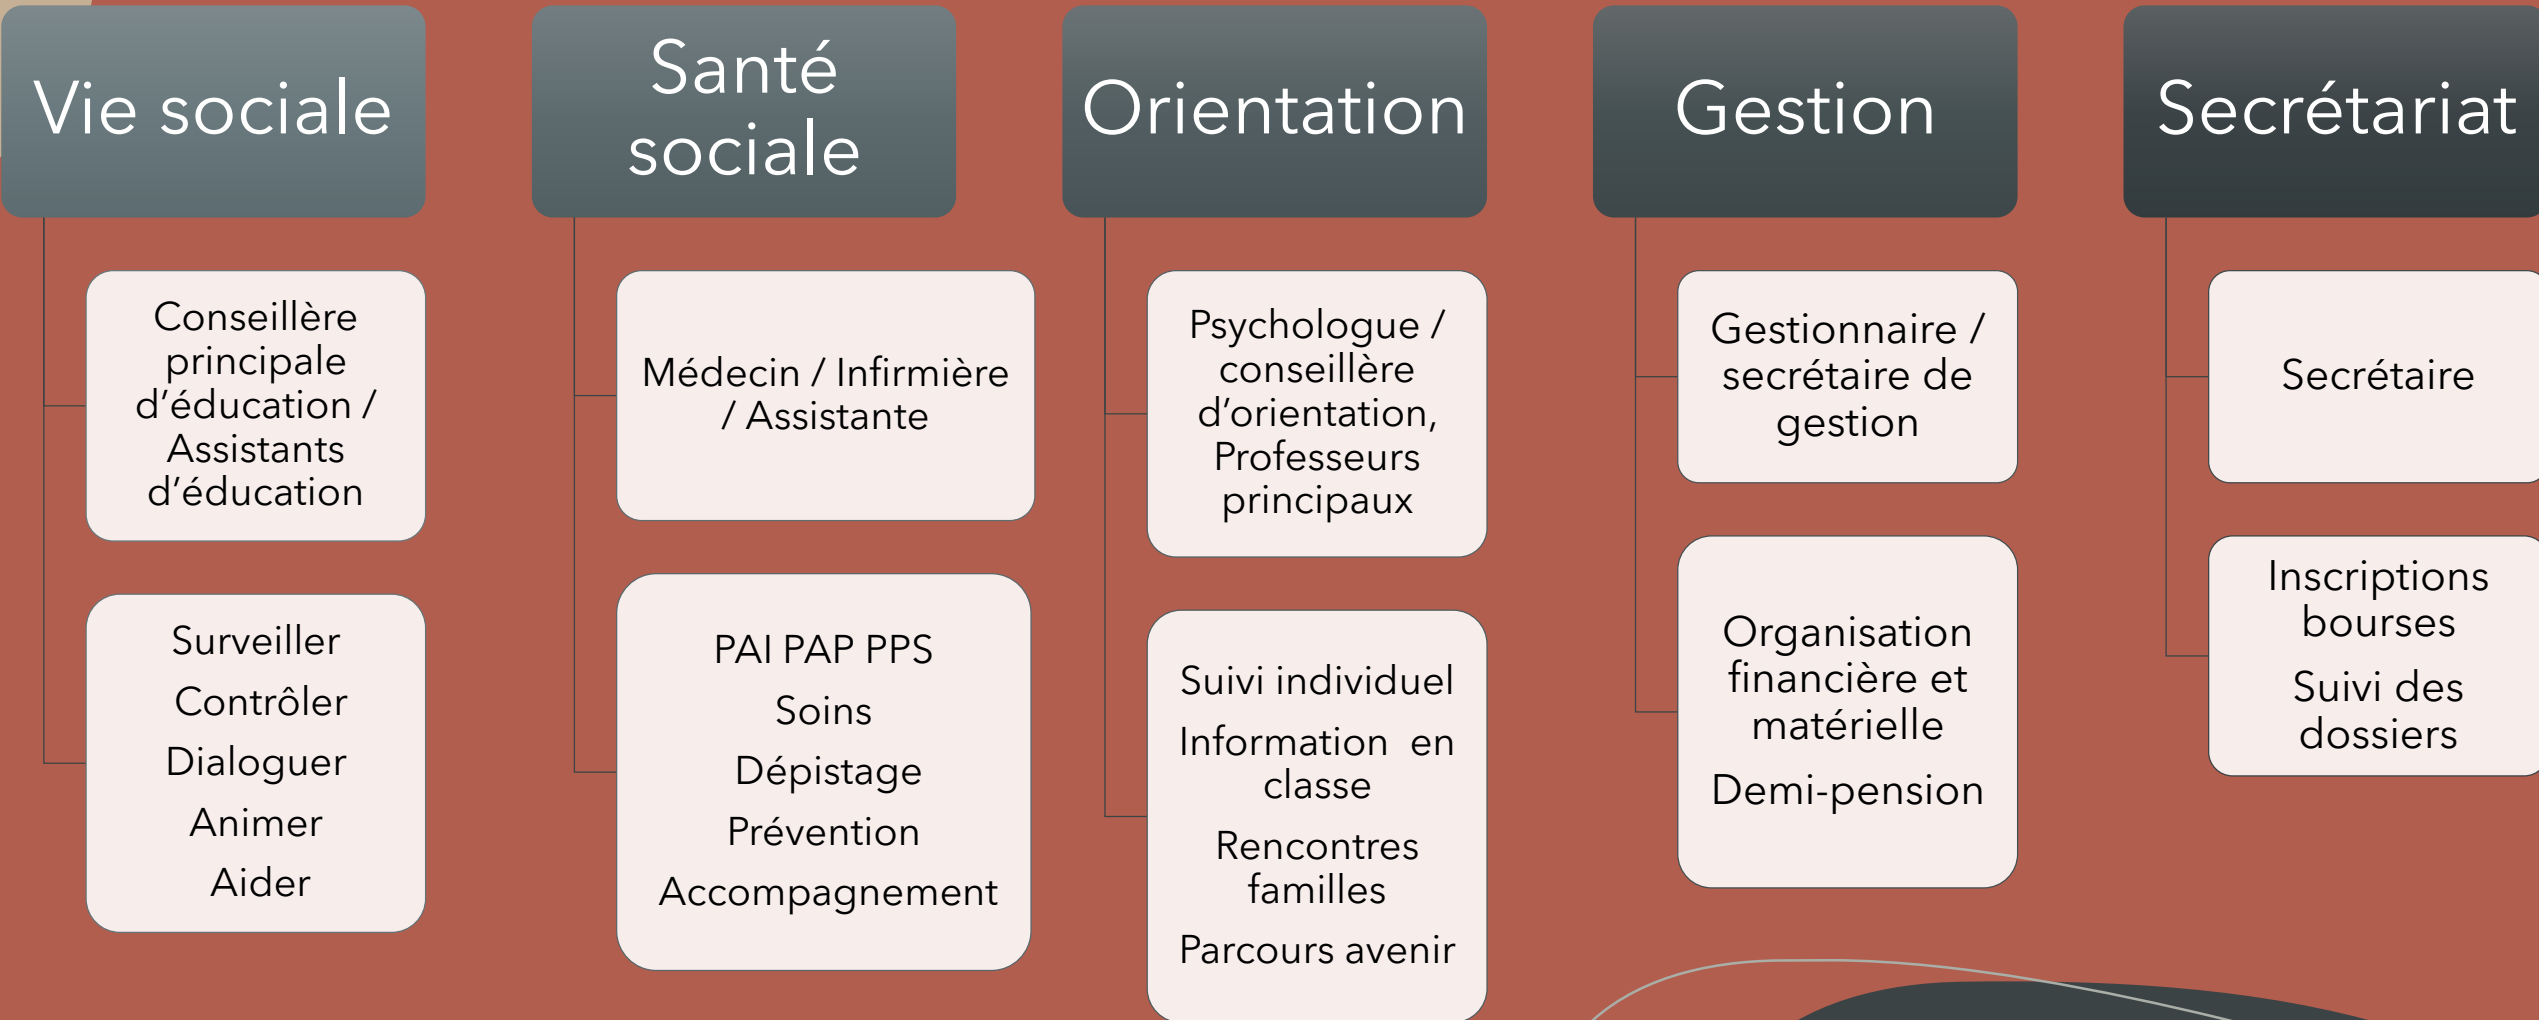 Vie sociale
Conseillère
principale
d'éducation /
Assistants
d'éducation
Surveiller
Contrôler
Dialoguer
Animer
Aider
Santé
sociale
Médecin / Infirmière
/ Assistante
PAI PAP PPS
Soins
Dépistage
Prévention
Accompagnement
Orientation
Psychologue /
conseillère
d'orientation,
Professeurs
principaux
Suivi individuel
Information  en
classe
Rencontres
familles
Parcours avenir
Gestion
Gestionnaire /
secrétaire de
gestion
Organisation
financière et
matérielle
Demi-pension
Secrétariat
Secrétaire
Inscriptions
bourses
Suivi des
dossiers